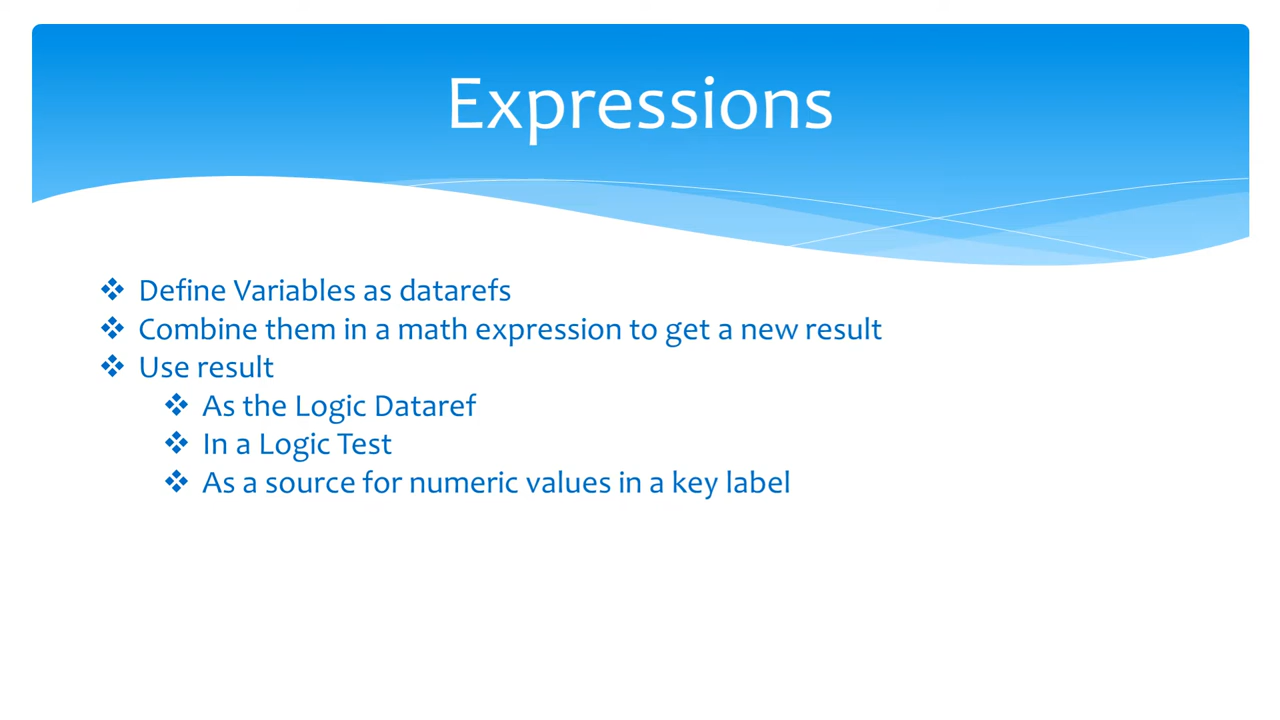 Expressions
Define Variables as datarefs
Combine them in a math expression to get a new result
Use result
As the Logic Dataref
In a Logic Test
As a source for numeric values in a key label